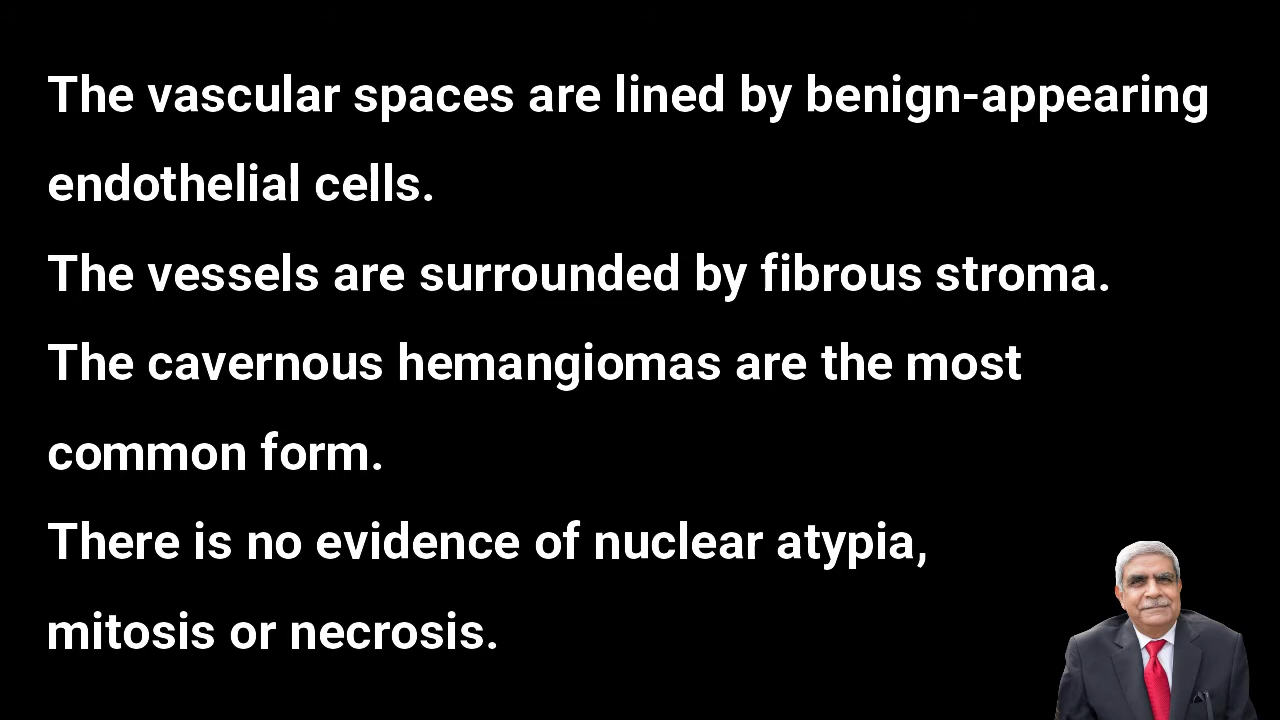 The vascular spaces are lined by benign-appearing
endothelial cells.
The vessels are surrounded by fibrous stroma.
The cavernous hemangiomas are the most
common form.
There is no evidence of nuclear atypia,
mitosis or necrosis.